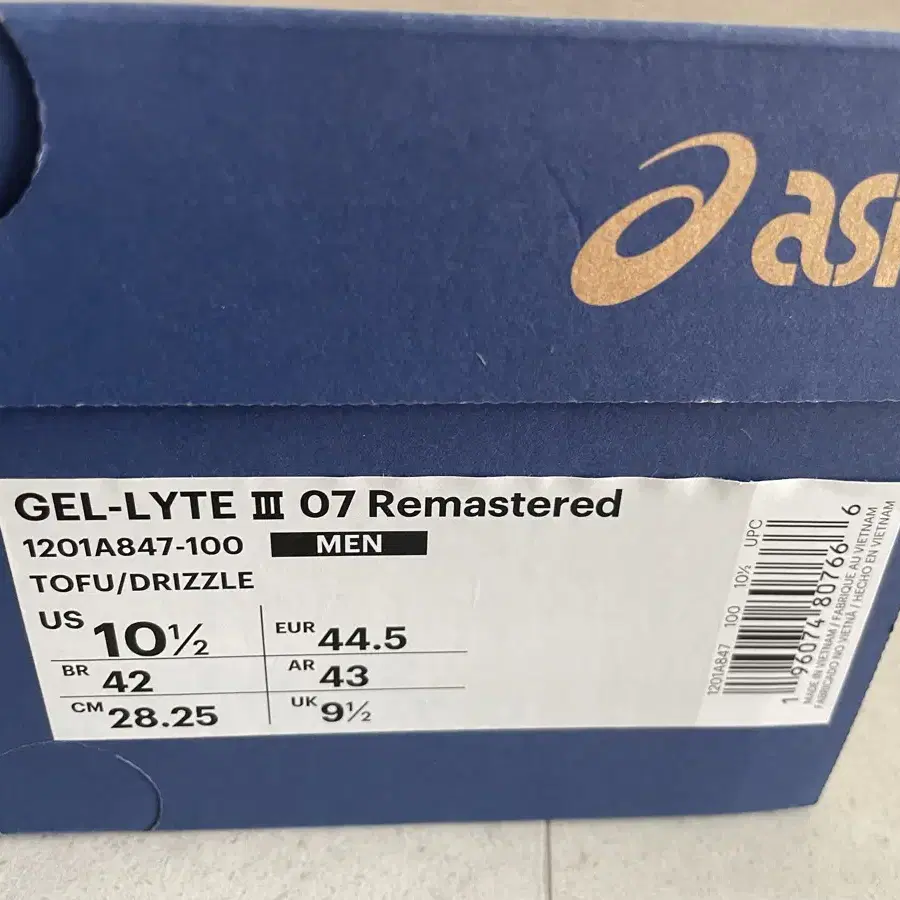 asi
GEL-LYTE III 07 Remastered
1201A847-100 MEN
TOFU/DRIZZLE
US 10½ EUR 44.5
BR 42 AR 43
CM 28.25 UK 9½
1201A847 100 10½ UPC
1 96074 80766 6
MADE IN VIETNAM / FABRIQUE AU VIETNAM
FABRICADO NO VIETNÃ / HECHO EN VIETNAM